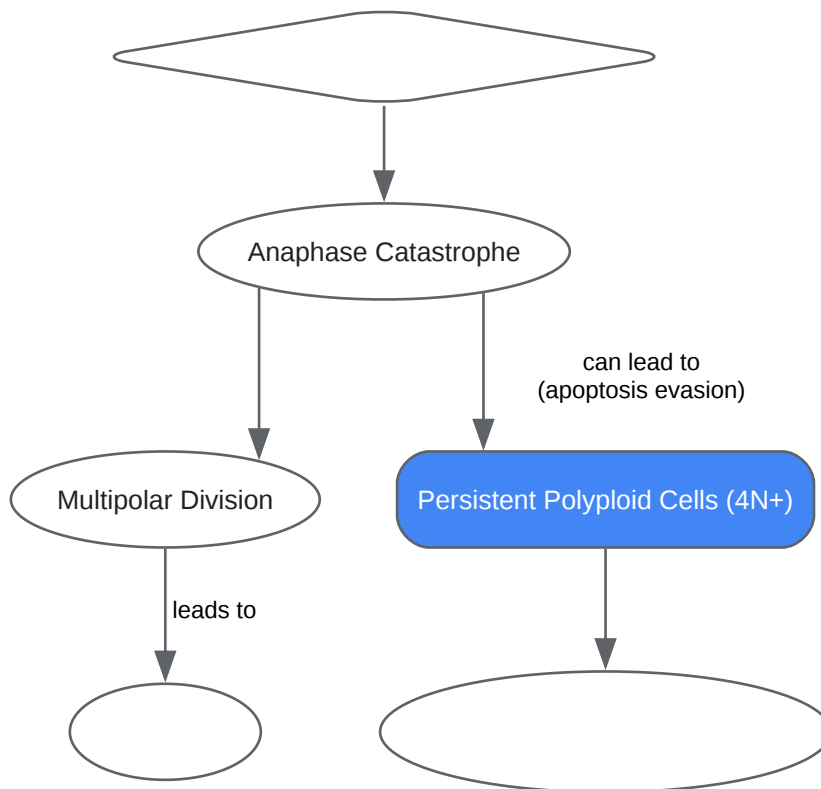 Anaphase Catastrophe
can lead to
(apoptosis evasion)
Multipolar Division
Persistent Polyploid Cells (4N+)
leads to